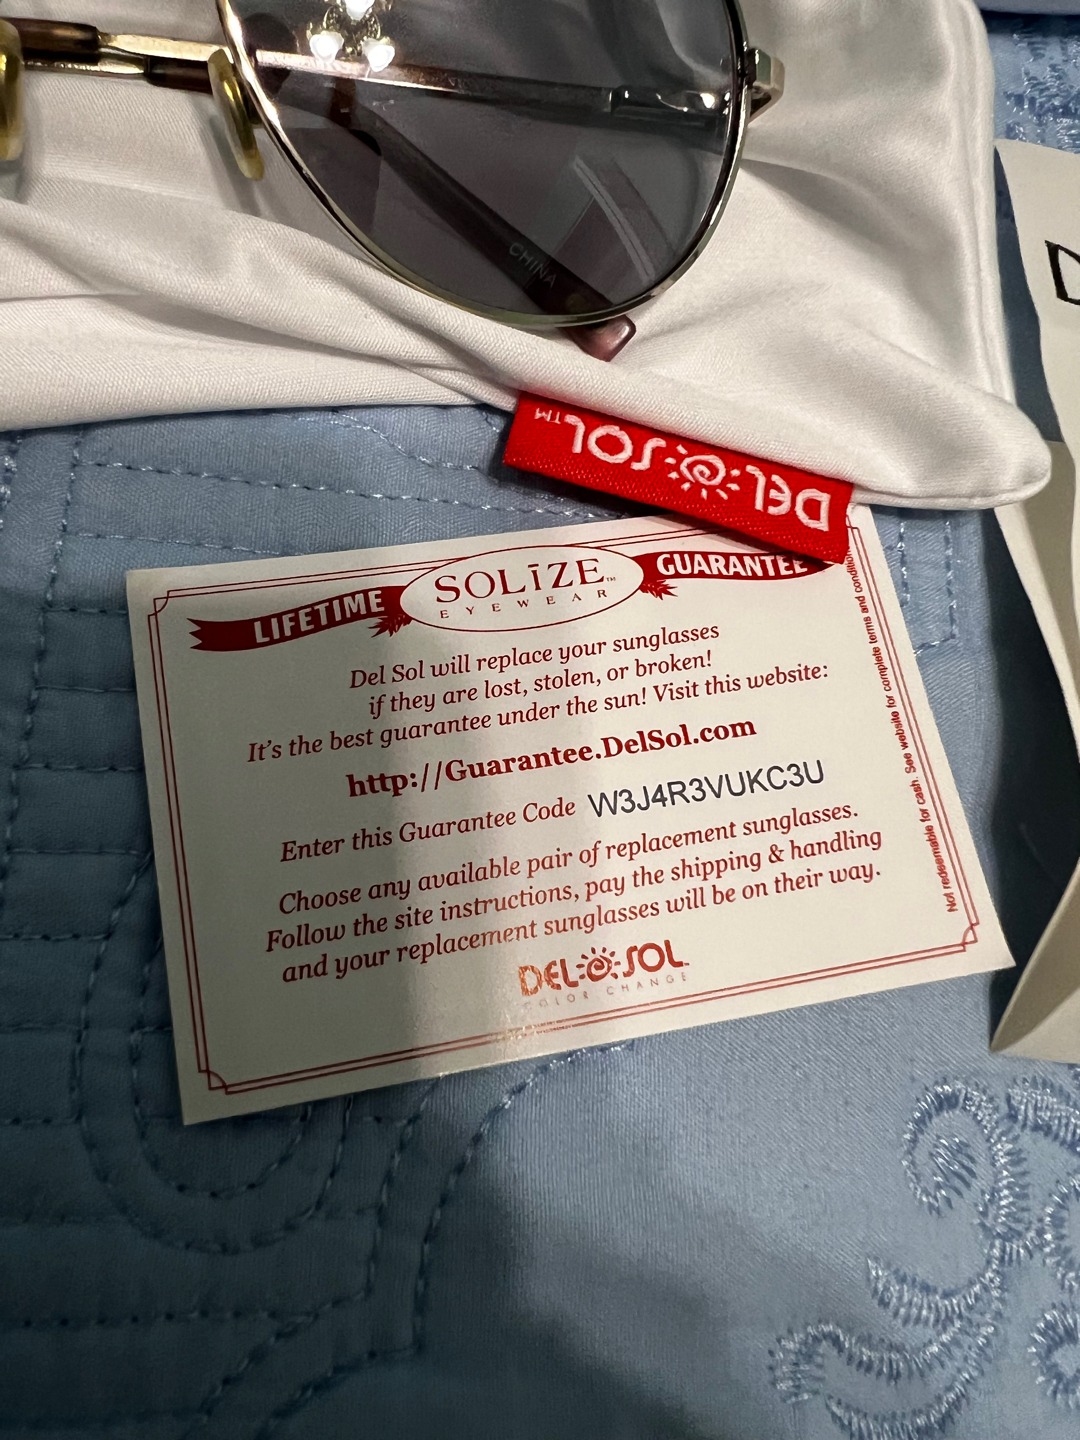 CHINA
DEL SOL™
LIFETIME SOLĪZE™ GUARANTEE
EYEWEAR
Del Sol will replace your sunglasses
if they are lost, stolen, or broken!
It's the best guarantee under the sun! Visit this website:
http://Guarantee.DelSol.com
Enter this Guarantee Code W3J4R3VUKC3U
Choose any available pair of replacement sunglasses.
Follow the site instructions, pay the shipping & handling
and your replacement sunglasses will be on their way.
DEL SOL™
COLOR CHANGE
Not redeemable for cash. See website for complete terms and conditions